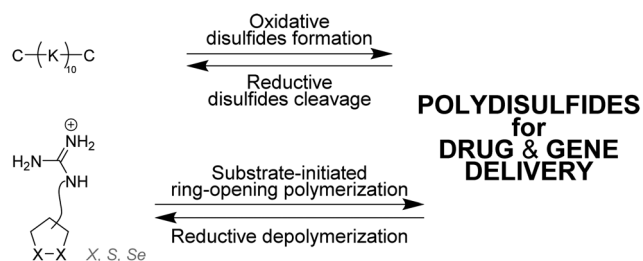 Oxidative
disulfides formation
C-(K)10-C
Reductive
disulfides cleavage
POLYDISULFIDES
for
DRUG & GENE
DELIVERY
⊕
NH2
H2N
NH
Substrate-initiated
ring-opening polymerization
Reductive depolymerization
X-X
X. S. Se